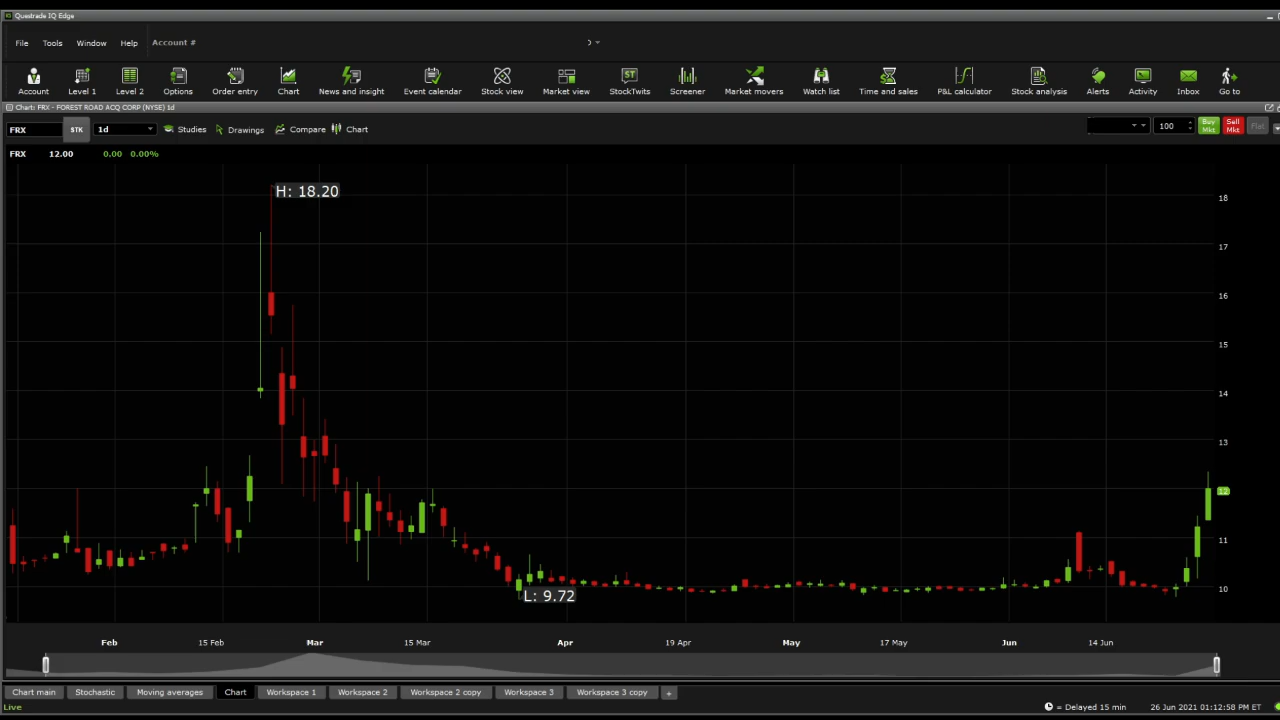 Questrade IQ Edge
File Tools Window Help Account #
Account Level 1 Level 2 Options Order entry Chart News and insight Event calendar Stock view Market view StockTwits Screener Market movers Watch list Time and sales P&L calculator Stock analysis Alerts Activity Inbox Go to
Chart: FRX - FOREST ROAD ACQ CORP (NYSE) 1d
FRX STK 1d Studies Drawings Compare Chart 100 Buy Mkt Sell Mkt Flat
FRX 12.00 0.00 0.00%
H: 18.20
18
17
16
15
14
13
12
11
10
L: 9.72
Feb 15 Feb Mar 15 Mar Apr 19 Apr May 17 May Jun 14 Jun
Chart main Stochastic Moving averages Chart Workspace 1 Workspace 2 Workspace 2 copy Workspace 3 Workspace 3 copy +
Live = Delayed 15 min 26 Jun 2021 01:12:58 PM ET